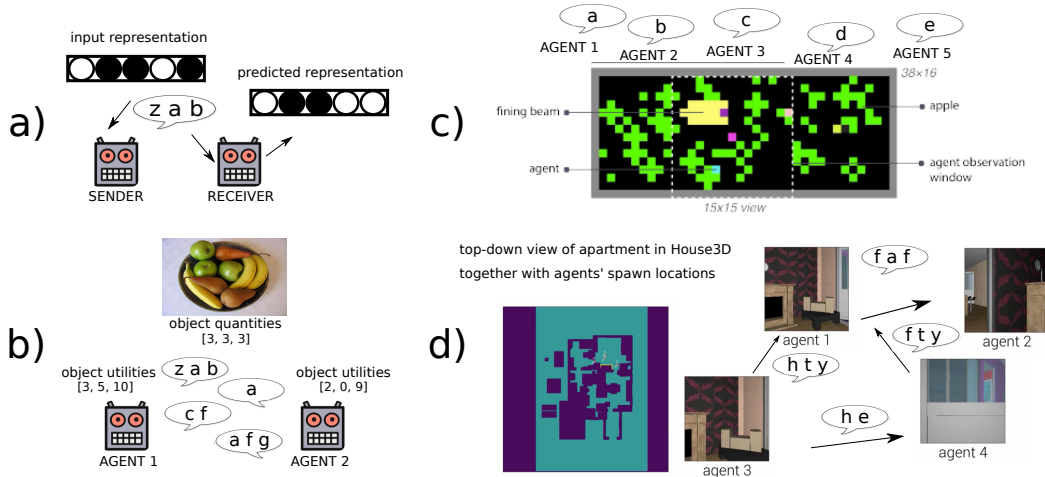 a)
input representation
predicted representation
z a b
SENDER
RECEIVER
b)
object quantities
[3, 3, 3]
object utilities
[3, 5, 10]
z a b
a
c f
a f g
object utilities
[2, 0, 9]
AGENT 1
AGENT 2
c)
a
b
c
d
e
AGENT 1
AGENT 2
AGENT 3
AGENT 4
AGENT 5
38×16
fining beam
apple
agent
agent observation
window
15x15 view
d)
top-down view of apartment in House3D
together with agents' spawn locations
f a f
agent 1
agent 2
h t y
f t y
h e
agent 3
agent 4